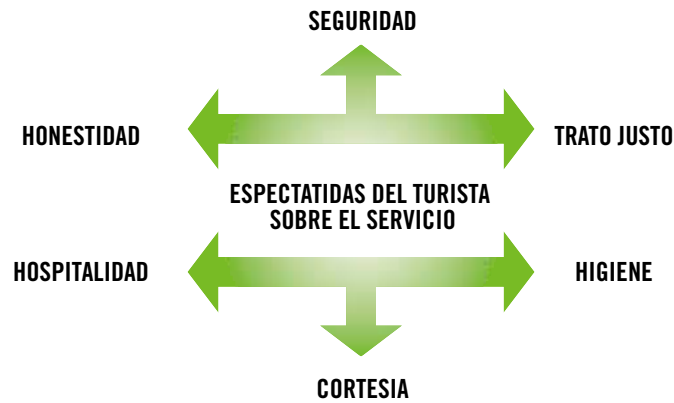 SEGURIDAD
HONESTIDAD
TRATO JUSTO
ESPECTATIDAS DEL TURISTA
SOBRE EL SERVICIO
HOSPITALIDAD
HIGIENE
CORTESIA